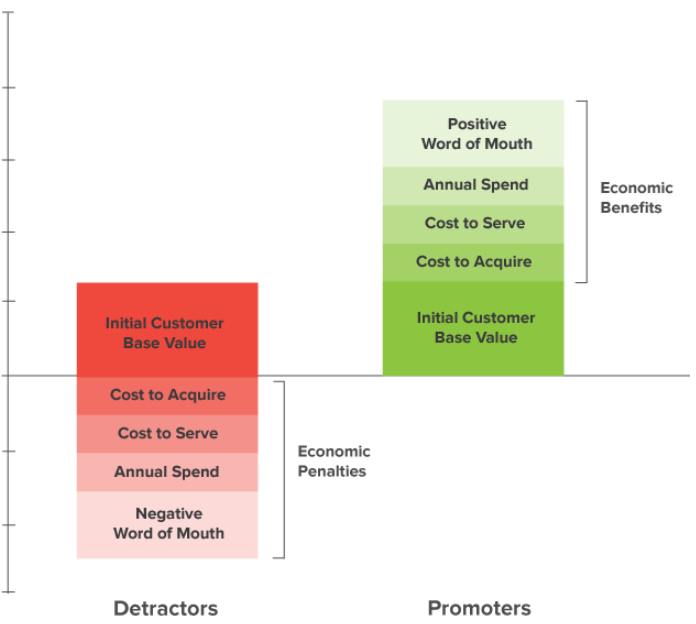 Positive
Word of Mouth
Annual Spend
Cost to Serve
Cost to Acquire
Initial Customer
Base Value
Economic
Benefits
Initial Customer
Base Value
Cost to Acquire
Cost to Serve
Annual Spend
Negative
Word of Mouth
Economic
Penalties
Detractors
Promoters